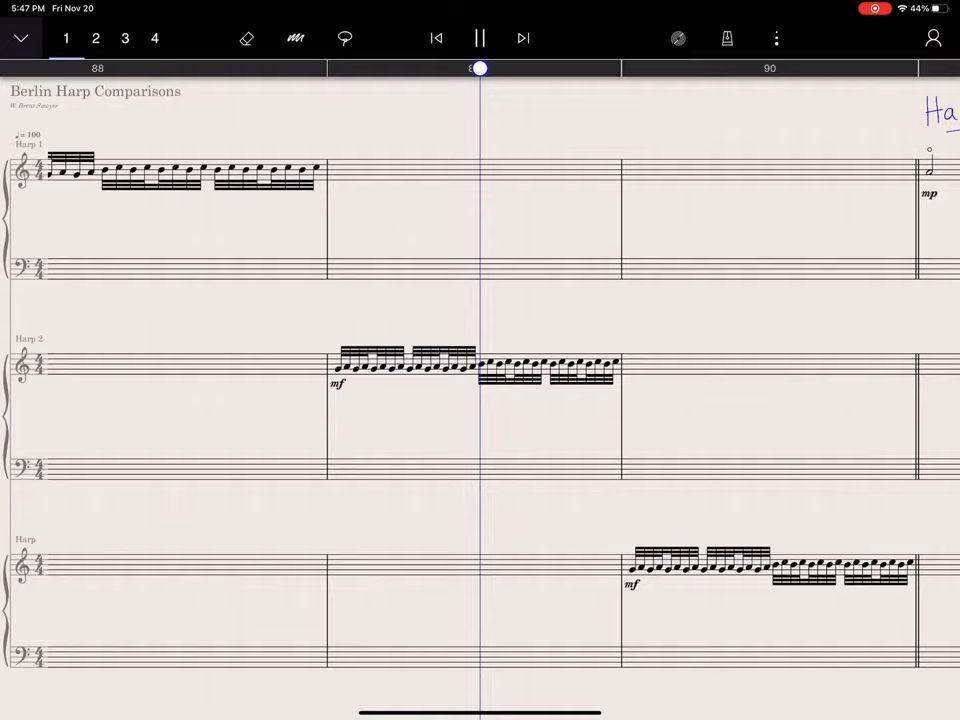 5:47 PM Fri Nov 20 44%
1 2 3 4
88 90
Berlin Harp Comparisons
W. Brent Sawyer
♩ = 100
Harp 1
Ha
mp
Harp 2
mf
Harp
mf